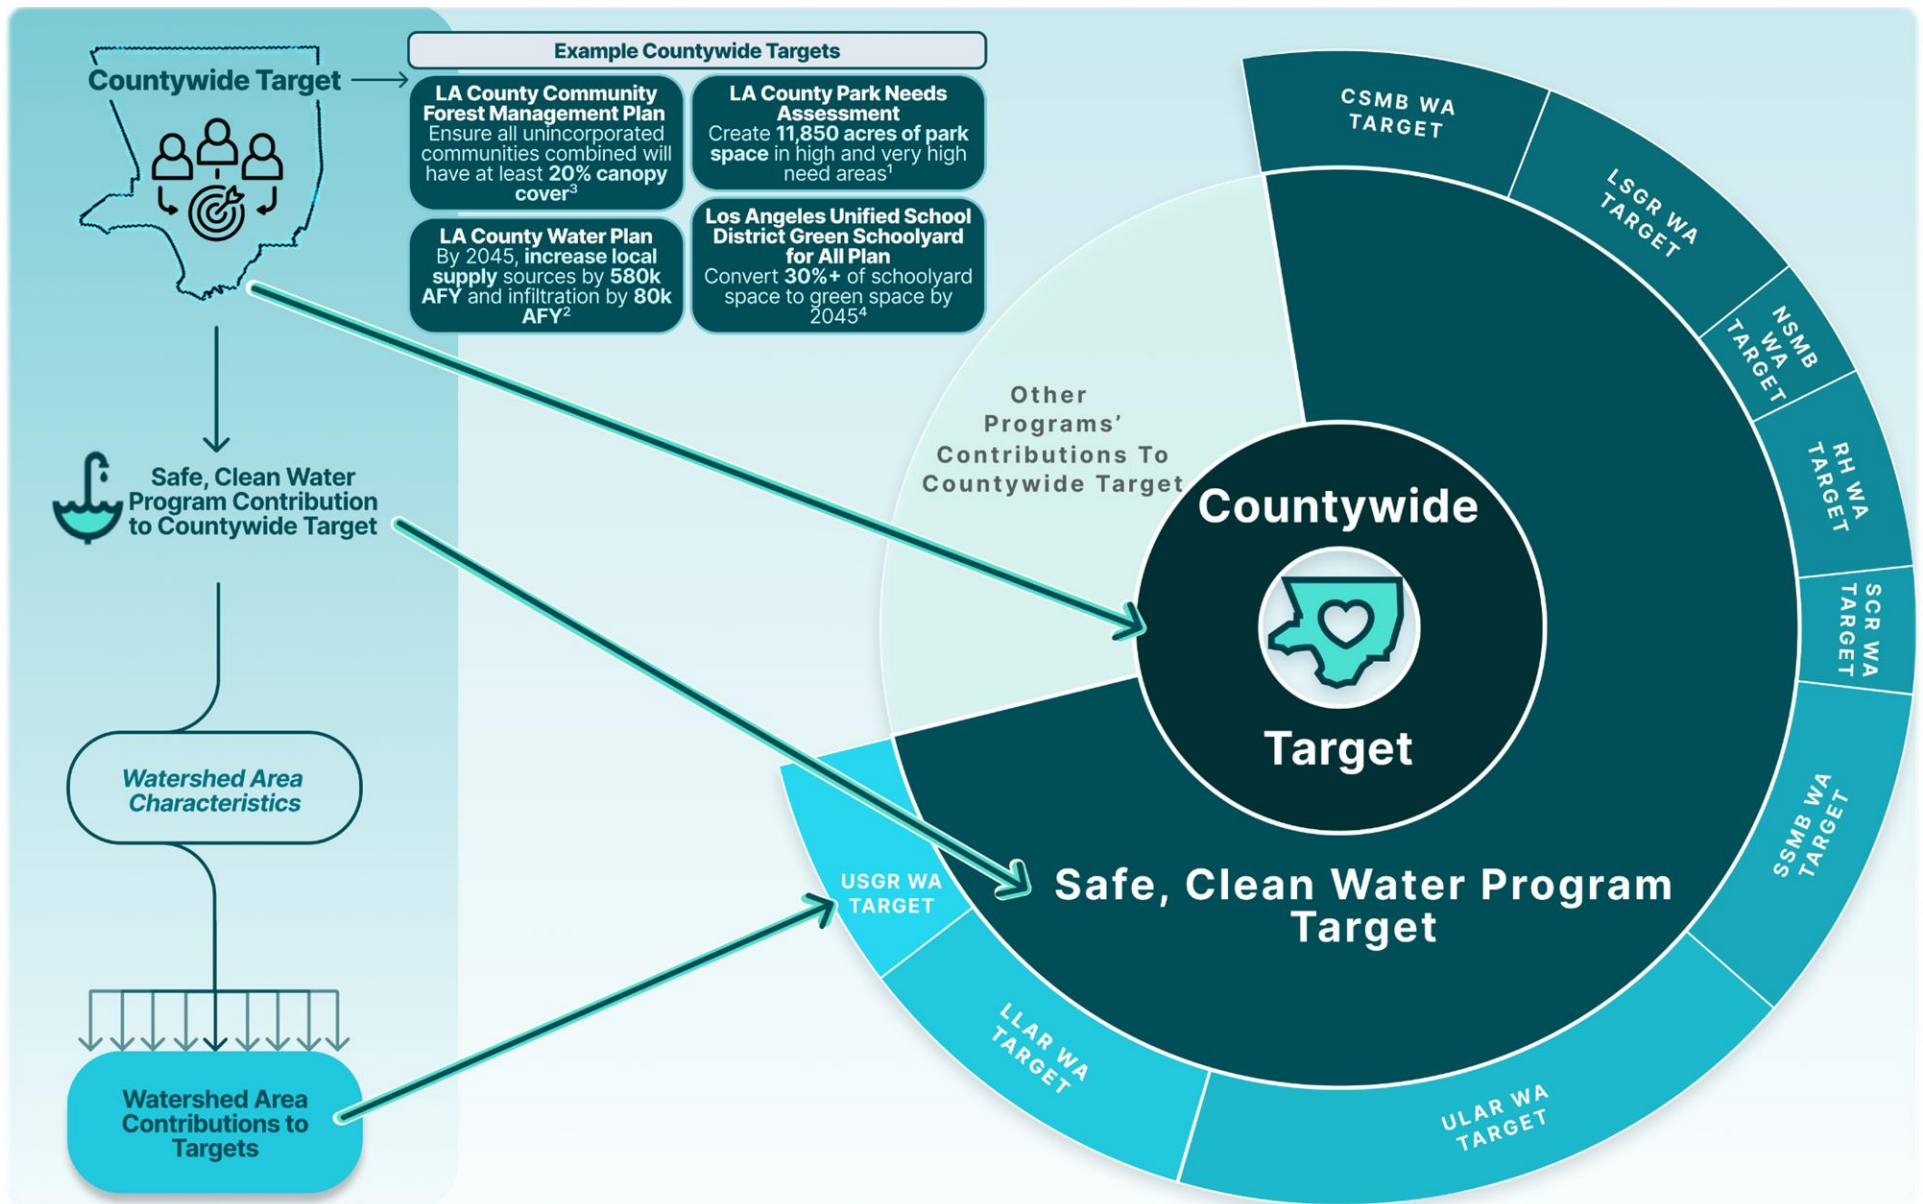 Countywide Target
Example Countywide Targets
LA County Community
Forest Management Plan
Ensure all unincorporated
communities combined will
have at least 20% canopy
cover³
LA County Park Needs
Assessment
Create 11,850 acres of park
space in high and very high
need areas¹
LA County Water Plan
By 2045, increase local
supply sources by 580k
AFY and infiltration by 80k
AFY²
Los Angeles Unified School
District Green Schoolyard
for All Plan
Convert 30%+ of schoolyard
space to green space by
2045⁴
Safe, Clean Water
Program Contribution
to Countywide Target
Watershed Area
Characteristics
Watershed Area
Contributions to
Targets
Other
Programs’
Contributions To
Countywide Target
Countywide
Target
Safe, Clean Water Program
Target
CSMB WA
TARGET
LSGR WA
TARGET
NSMB
WA
TARGET
RH WA
TARGET
SCR WA
TARGET
SSMB WA
TARGET
ULAR WA
TARGET
LLAR WA
TARGET
USGR WA
TARGET